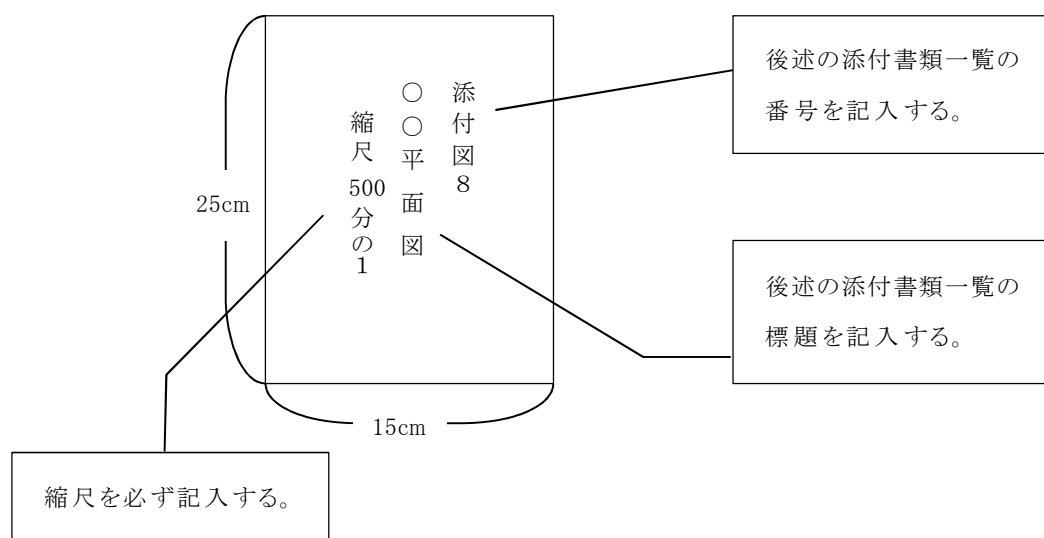 添付図8
○○平面図
縮尺 500分の1
25cm
15cm
後述の添付書類一覧の
番号を記入する。
後述の添付書類一覧の
標題を記入する。
縮尺を必ず記入する。